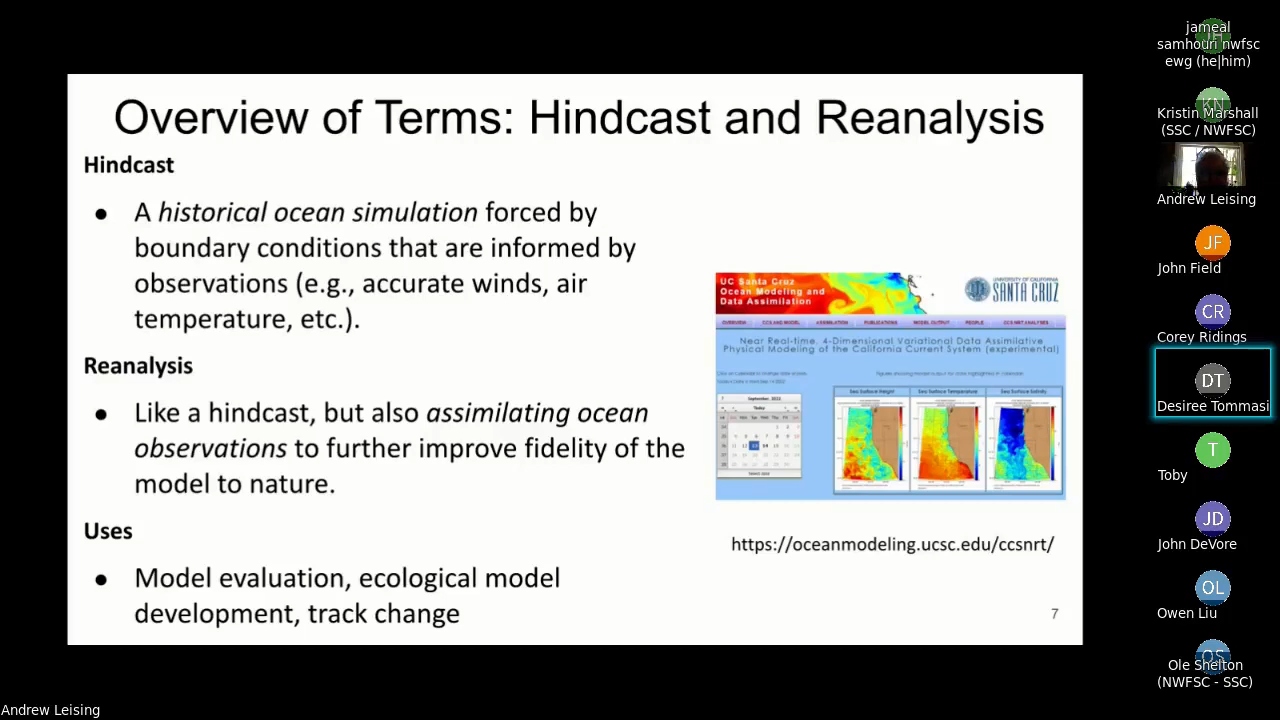 Overview of Terms: Hindcast and Reanalysis
Hindcast
● A historical ocean simulation forced by
boundary conditions that are informed by
observations (e.g., accurate winds, air
temperature, etc.).
Reanalysis
● Like a hindcast, but also assimilating ocean
observations to further improve fidelity of the
model to nature.
Uses
● Model evaluation, ecological model
development, track change
UC Santa Cruz
Ocean Modeling and
Data Assimilation
UNIVERSITY OF CALIFORNIA
SANTA CRUZ
OVERVIEW
ASSIMILATION
PUBLICATIONS
MODEL OUTPUT
PEOPLE
Near Real-time, 4-Dimensional Variational Data Assimilative
Physical Modeling of the California Current System (experimental)
September, 2022
Today
Sea Surface Height
Sea Surface Temperature
Sea Surface Salinity
https://oceanmodeling.ucsc.edu/ccsnrt/
7
jameal
samhouri nwfsc
ewg (he|him)
KN
Kristin Marshall
(SSC / NWFSC)
Andrew Leising
JF
John Field
CR
Corey Ridings
DT
Desiree Tommasi
T
Toby
JD
John DeVore
OL
Owen Liu
OS
Ole Shelton
(NWFSC - SSC)
Andrew Leising